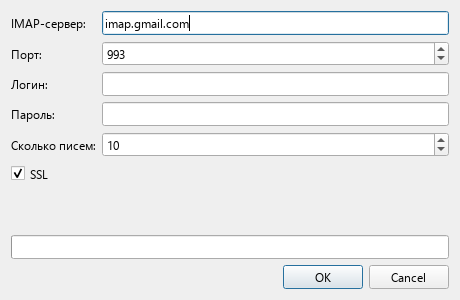 IMAP-сервер: imap.gmail.com
Порт: 993
Логин:
Пароль:
Сколько писем: 10
SSL
OK Cancel